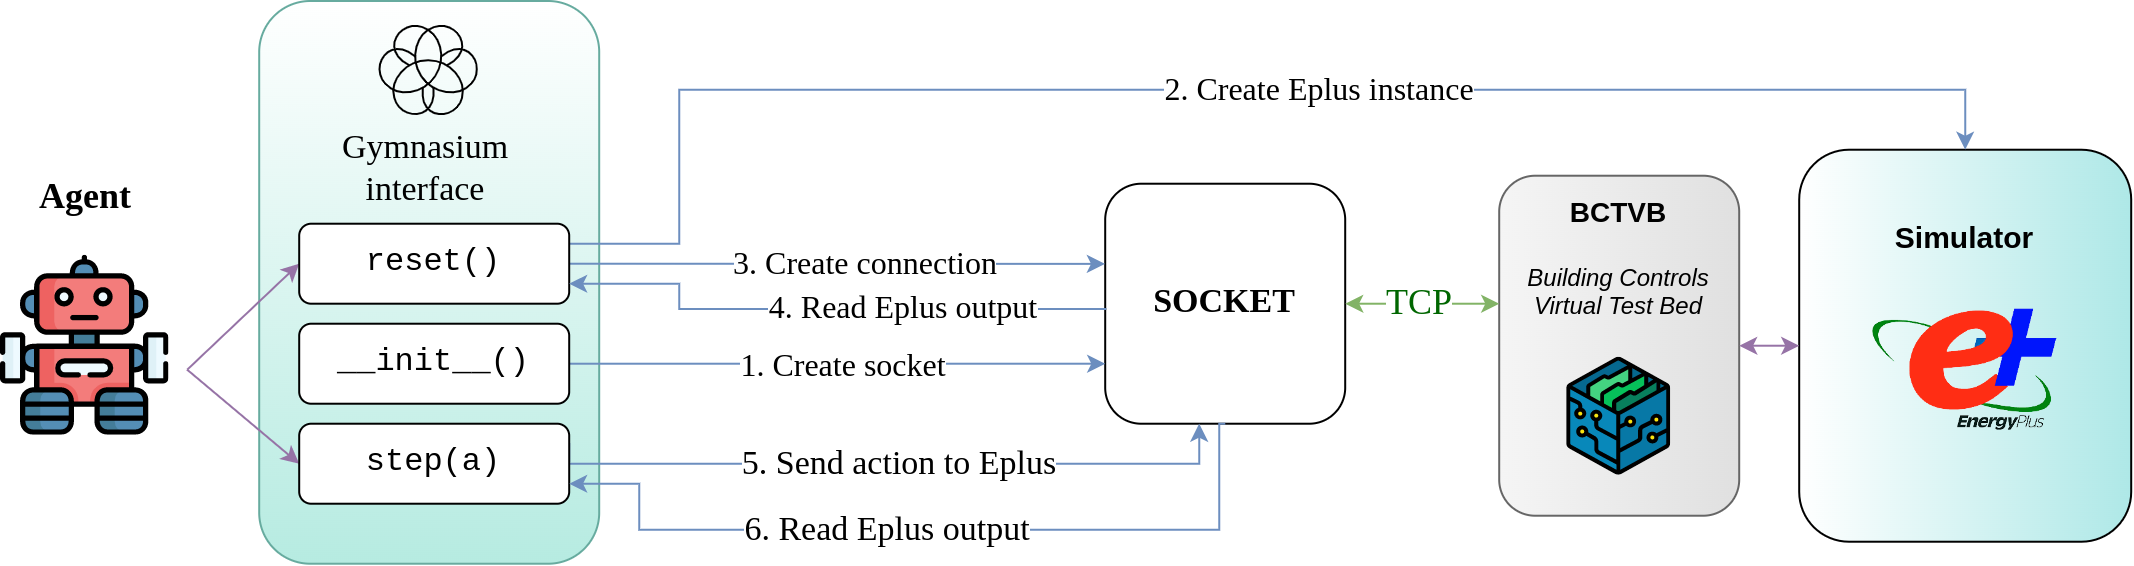 Agent
Gymnasium
interface
reset()
__init__()
step(a)
2. Create Eplus instance
3. Create connection
4. Read Eplus output
1. Create socket
5. Send action to Eplus
6. Read Eplus output
SOCKET
TCP
BCTVB
Building Controls
Virtual Test Bed
Simulator
e+
EnergyPlus